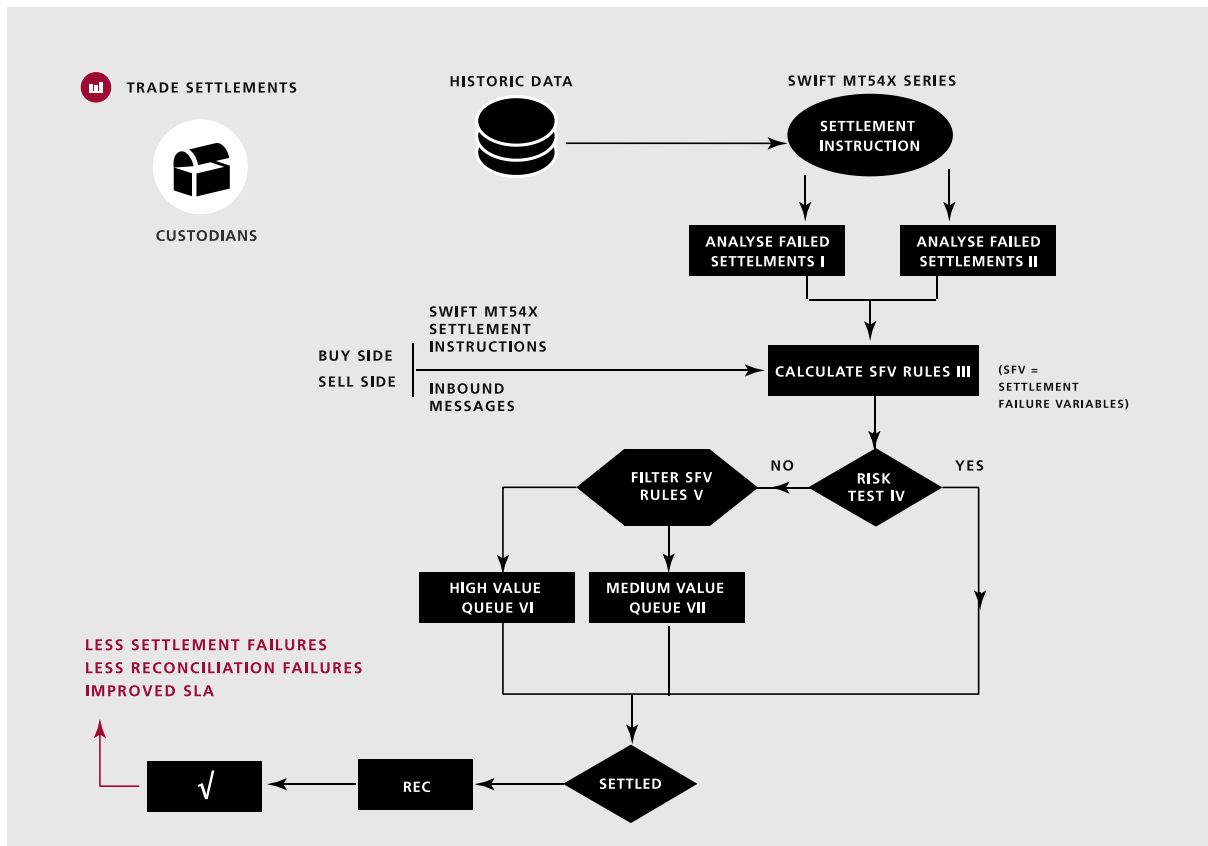 TRADE SETTLEMENTS
CUSTODIANS
HISTORIC DATA
SWIFT MT54X SERIES
SETTLEMENT
INSTRUCTION
ANALYSE FAILED
SETTELMENTS I
ANALYSE FAILED
SETTLEMENTS II
BUY SIDE
SELL SIDE
SWIFT MT54X
SETTLEMENT
INSTRUCTIONS
INBOUND
MESSAGES
CALCULATE SFV RULES III
(SFV =
SETTLEMENT
FAILURE VARIABLES)
RISK
TEST IV
NO
YES
FILTER SFV
RULES V
HIGH VALUE
QUEUE VI
MEDIUM VALUE
QUEUE VII
LESS SETTLEMENT FAILURES
LESS RECONCILIATION FAILURES
IMPROVED SLA
√
REC
SETTLED